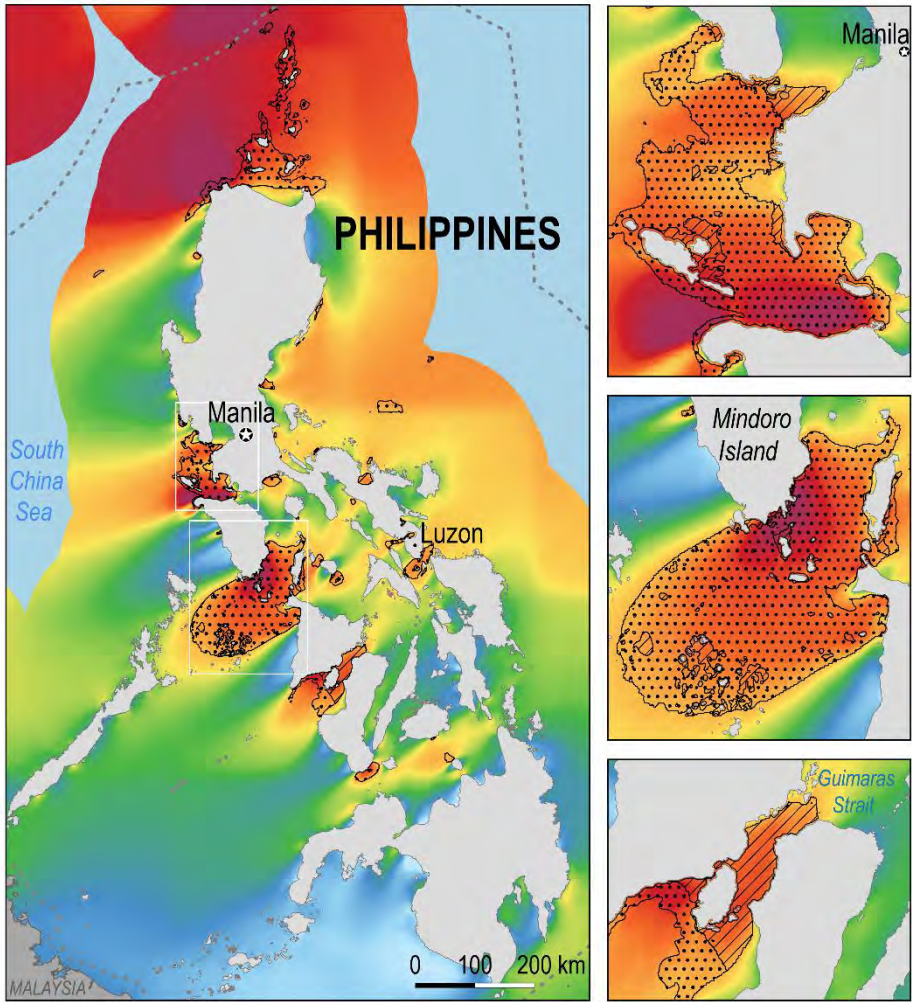 PHILIPPINES
Manila
South
China
Sea
Luzon
0 100 200 km
MALAYSIA
Manila
Mindoro
Island
Guimaras
Strait